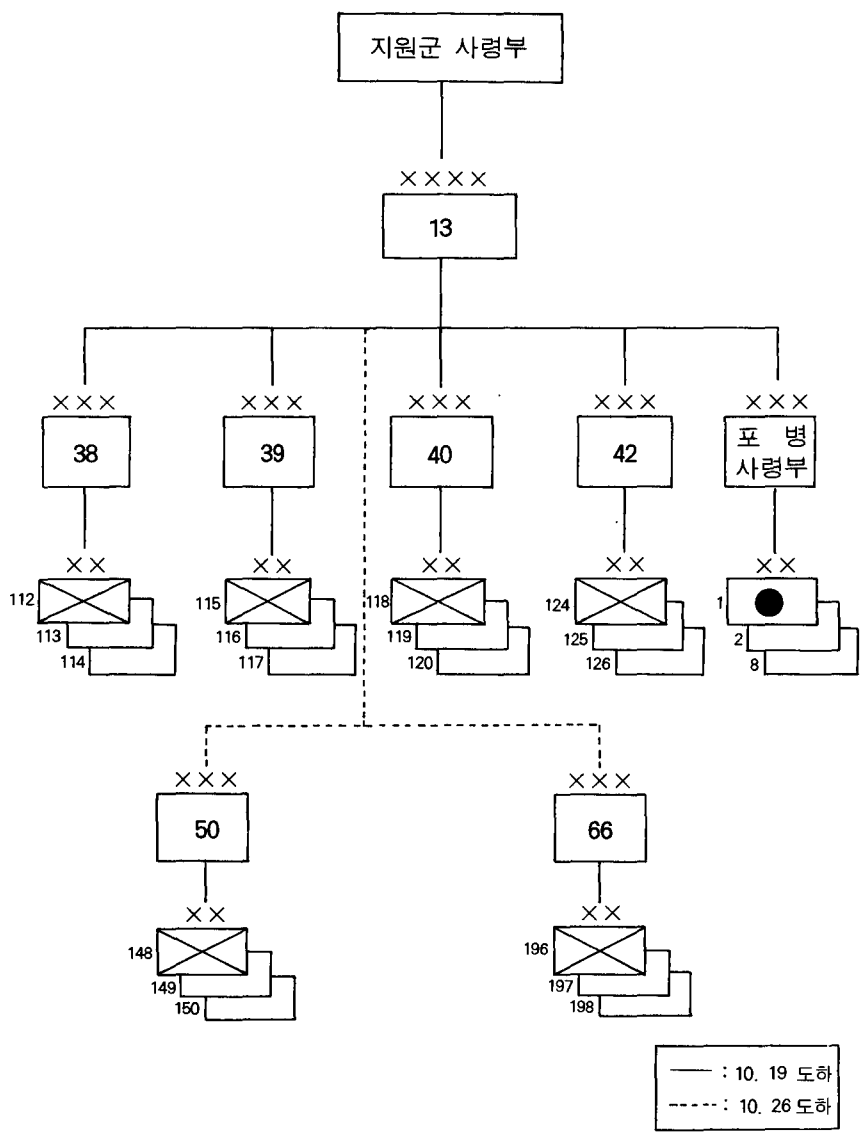 지원군 사령부
××××
13
××× ××× ××× ××× ×××
38 39 40 42 포 병
사령부
×× ×× ×× ×× ××
112 115 118 124 1
113 116 119 125 2
114 117 120 126 8
××× ×××
50 66
×× ××
148 196
149 197
150 198
—— : 10. 19 도하
----- : 10. 26 도하